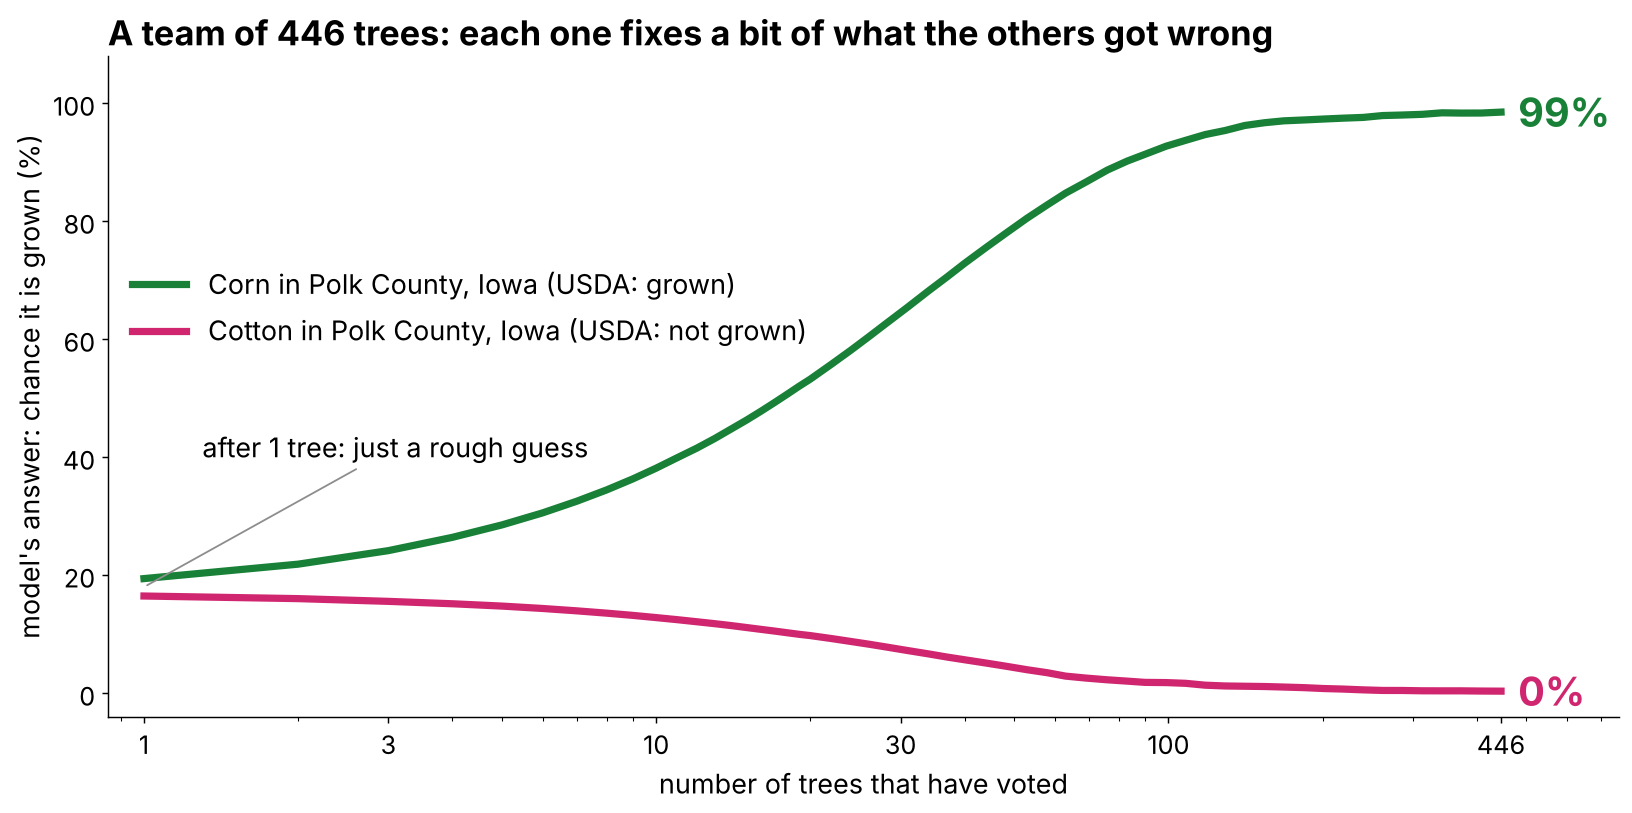 A team of 446 trees: each one fixes a bit of what the others got wrong
model's answer: chance it is grown (%)
100
80
60
40
20
0
Corn in Polk County, Iowa (USDA: grown)
Cotton in Polk County, Iowa (USDA: not grown)
after 1 tree: just a rough guess
99%
0%
1 3 10 30 100 446
number of trees that have voted